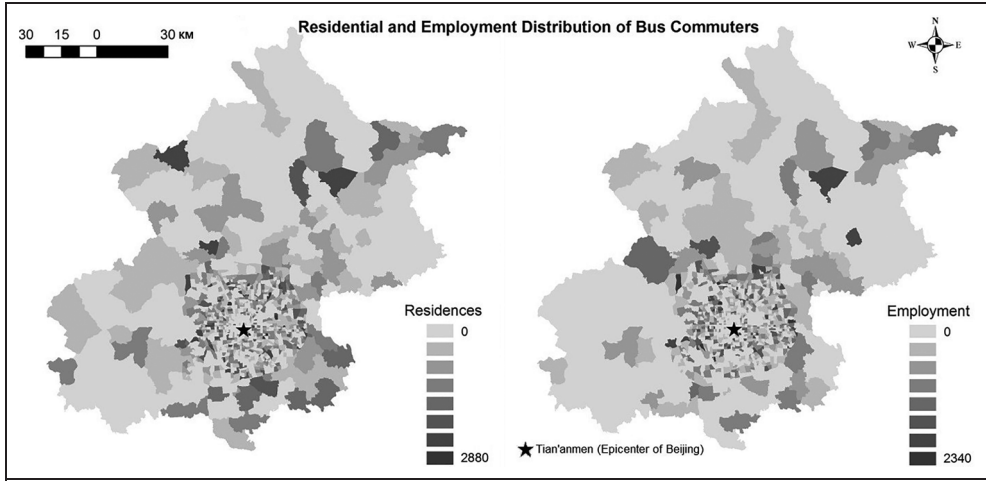 Residential and Employment Distribution of Bus Commuters
30 15 0 30 KM
N
W E
S
Residences
0
2880
Employment
0
2340
Tian'anmen (Epicenter of Beijing)